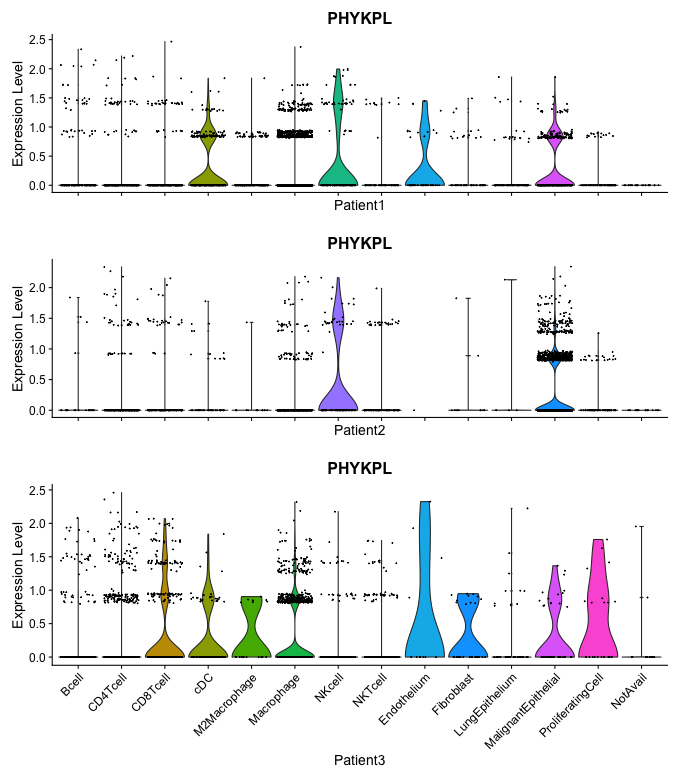 PHYKPL
Expression Level
2.5
2.0
1.5
1.0
0.5
0.0
Patient1
PHYKPL
Expression Level
2.0
1.5
1.0
0.5
0.0
Patient2
PHYKPL
Expression Level
2.5
2.0
1.5
1.0
0.5
0.0
Bcell
CD4Tcell
CD8Tcell
cDC
M2Macrophage
Macrophage
NKcell
NKTcell
Endothelium
Fibroblast
LungEpithelium
MalignantEpithelial
ProliferatingCell
NotAvail
Patient3